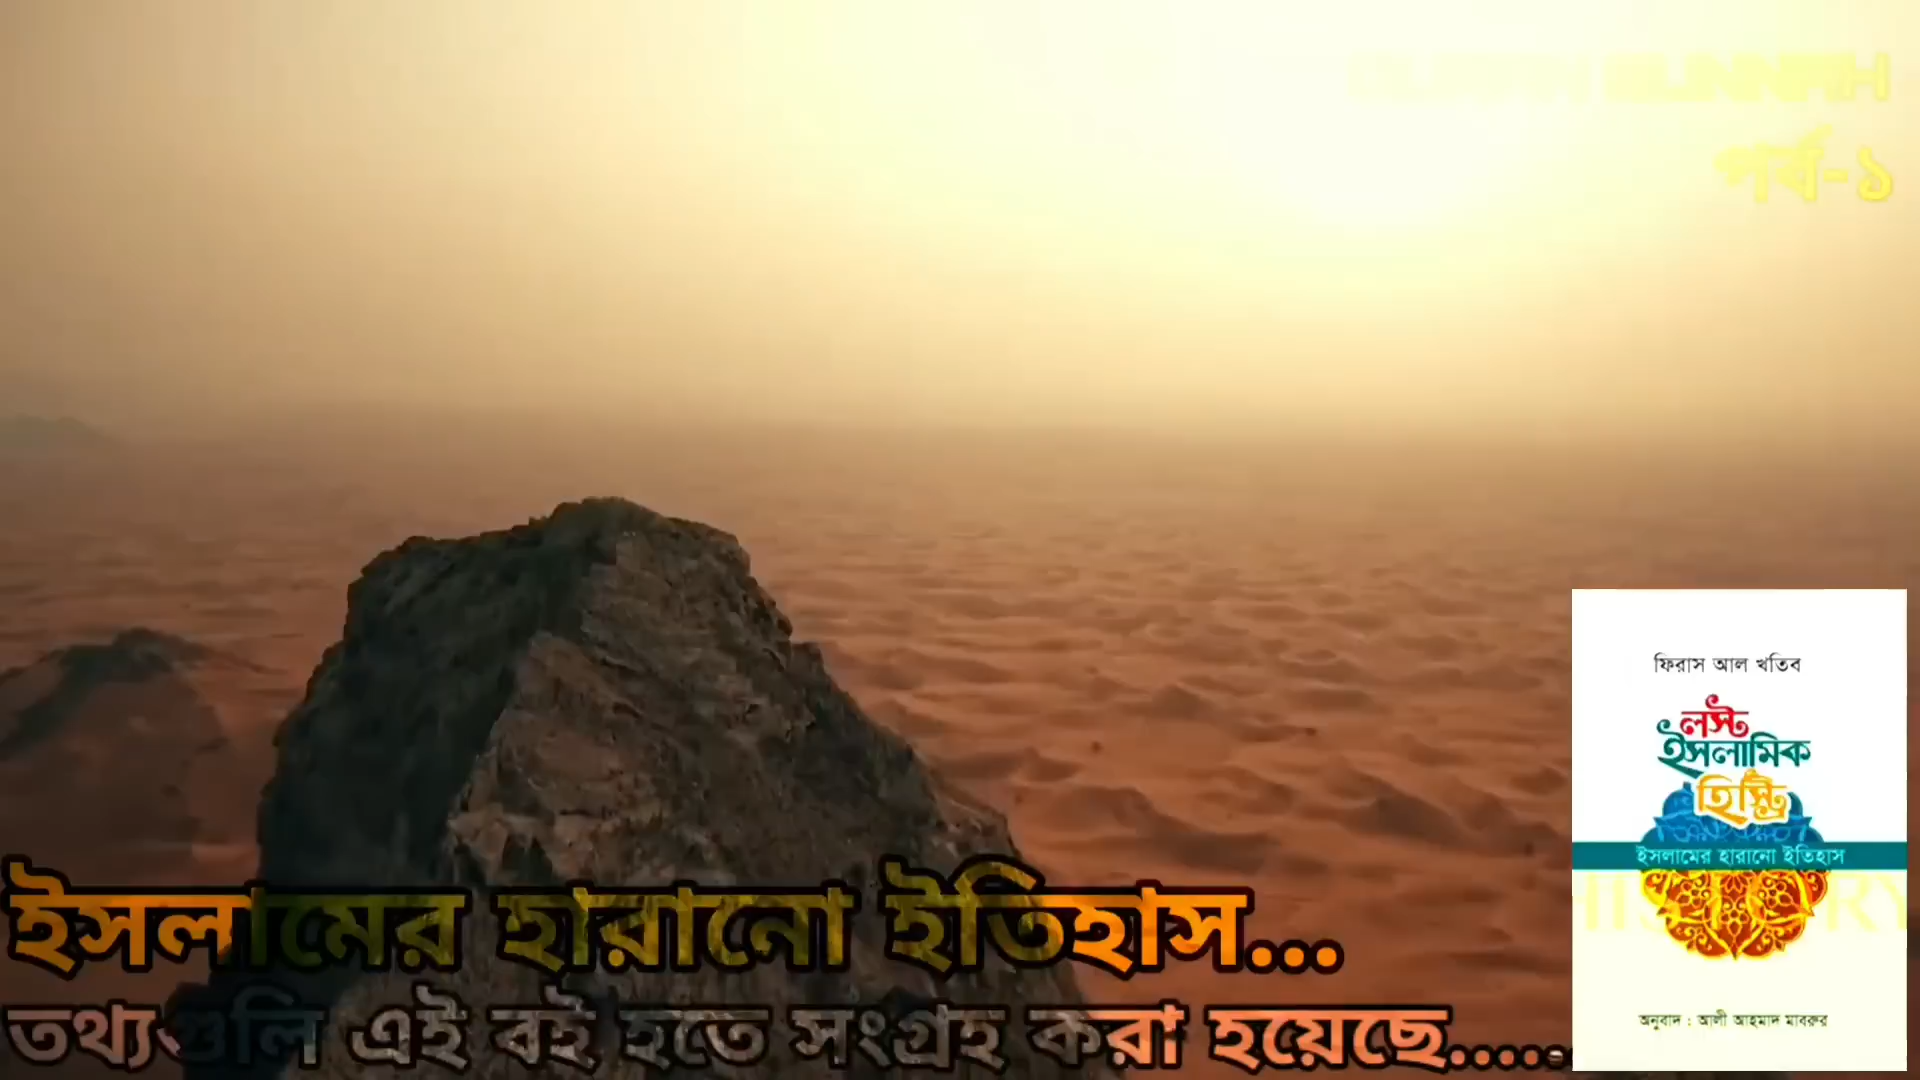 পর্ব-১
ফিরাস আল খতিব
লস্ট
ইসলামিক
হিস্ট্রি
ইসলামের হারানো ইতিহাস
অনুবাদ : আলী আহমাদ মাবরুর
ইসলামের হারানো ইতিহাস...
তথ্যগুলি এই বই হতে সংগ্রহ করা হয়েছে.....